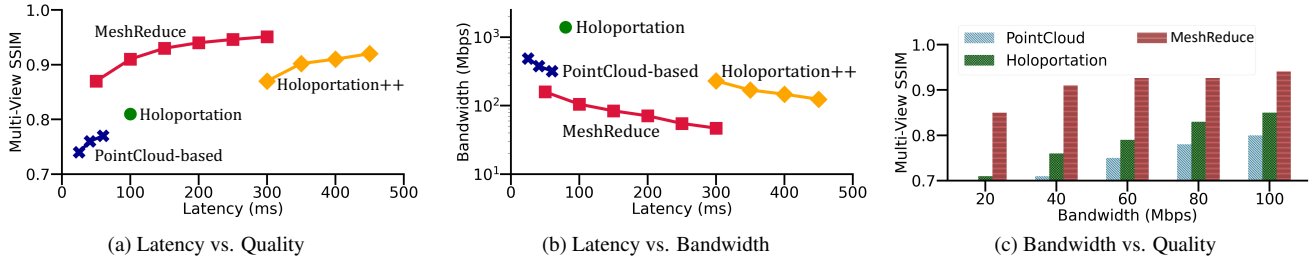 1.0
0.9
0.8
0.7
Multi-View SSIM
MeshReduce
Holoportation++
Holoportation
PointCloud-based
0 100 200 300 400 500
Latency (ms)
(a) Latency vs. Quality
10³
10²
10¹
Bandwidth (Mbps)
Holoportation
PointCloud-based
Holoportation++
MeshReduce
0 100 200 300 400 500
Latency (ms)
(b) Latency vs. Bandwidth
PointCloud
Holoportation
MeshReduce
1.0
0.9
0.8
0.7
Multi-View SSIM
20 40 60 80 100
Bandwidth (Mbps)
(c) Bandwidth vs. Quality